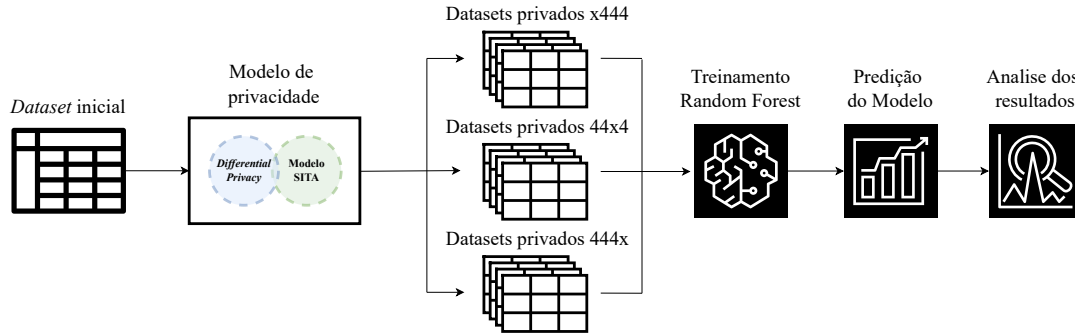 Dataset inicial
Modelo de
privacidade
Differential
Privacy
Modelo
SITA
Datasets privados x444
Datasets privados 44x4
Datasets privados 444x
Treinamento
Random Forest
Predição
do Modelo
Analise dos
resultados